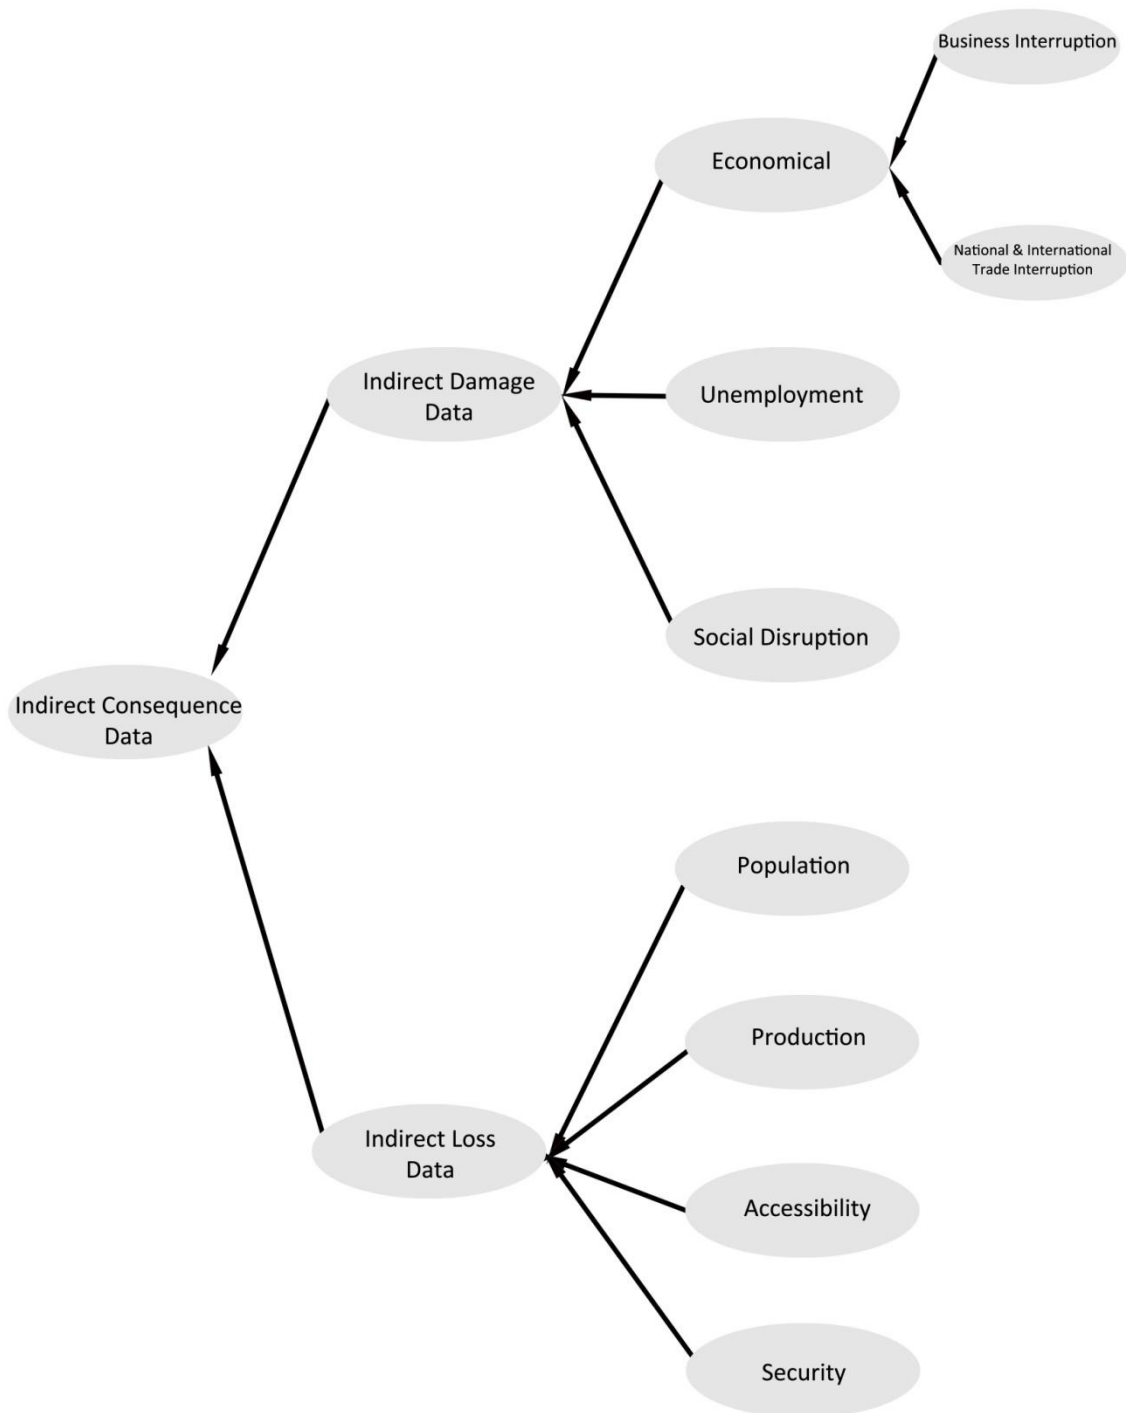 Business Interruption
Economical
National & International
Trade Interruption
Indirect Damage
Data
Unemployment
Social Disruption
Indirect Consequence
Data
Population
Production
Indirect Loss
Data
Accessibility
Security